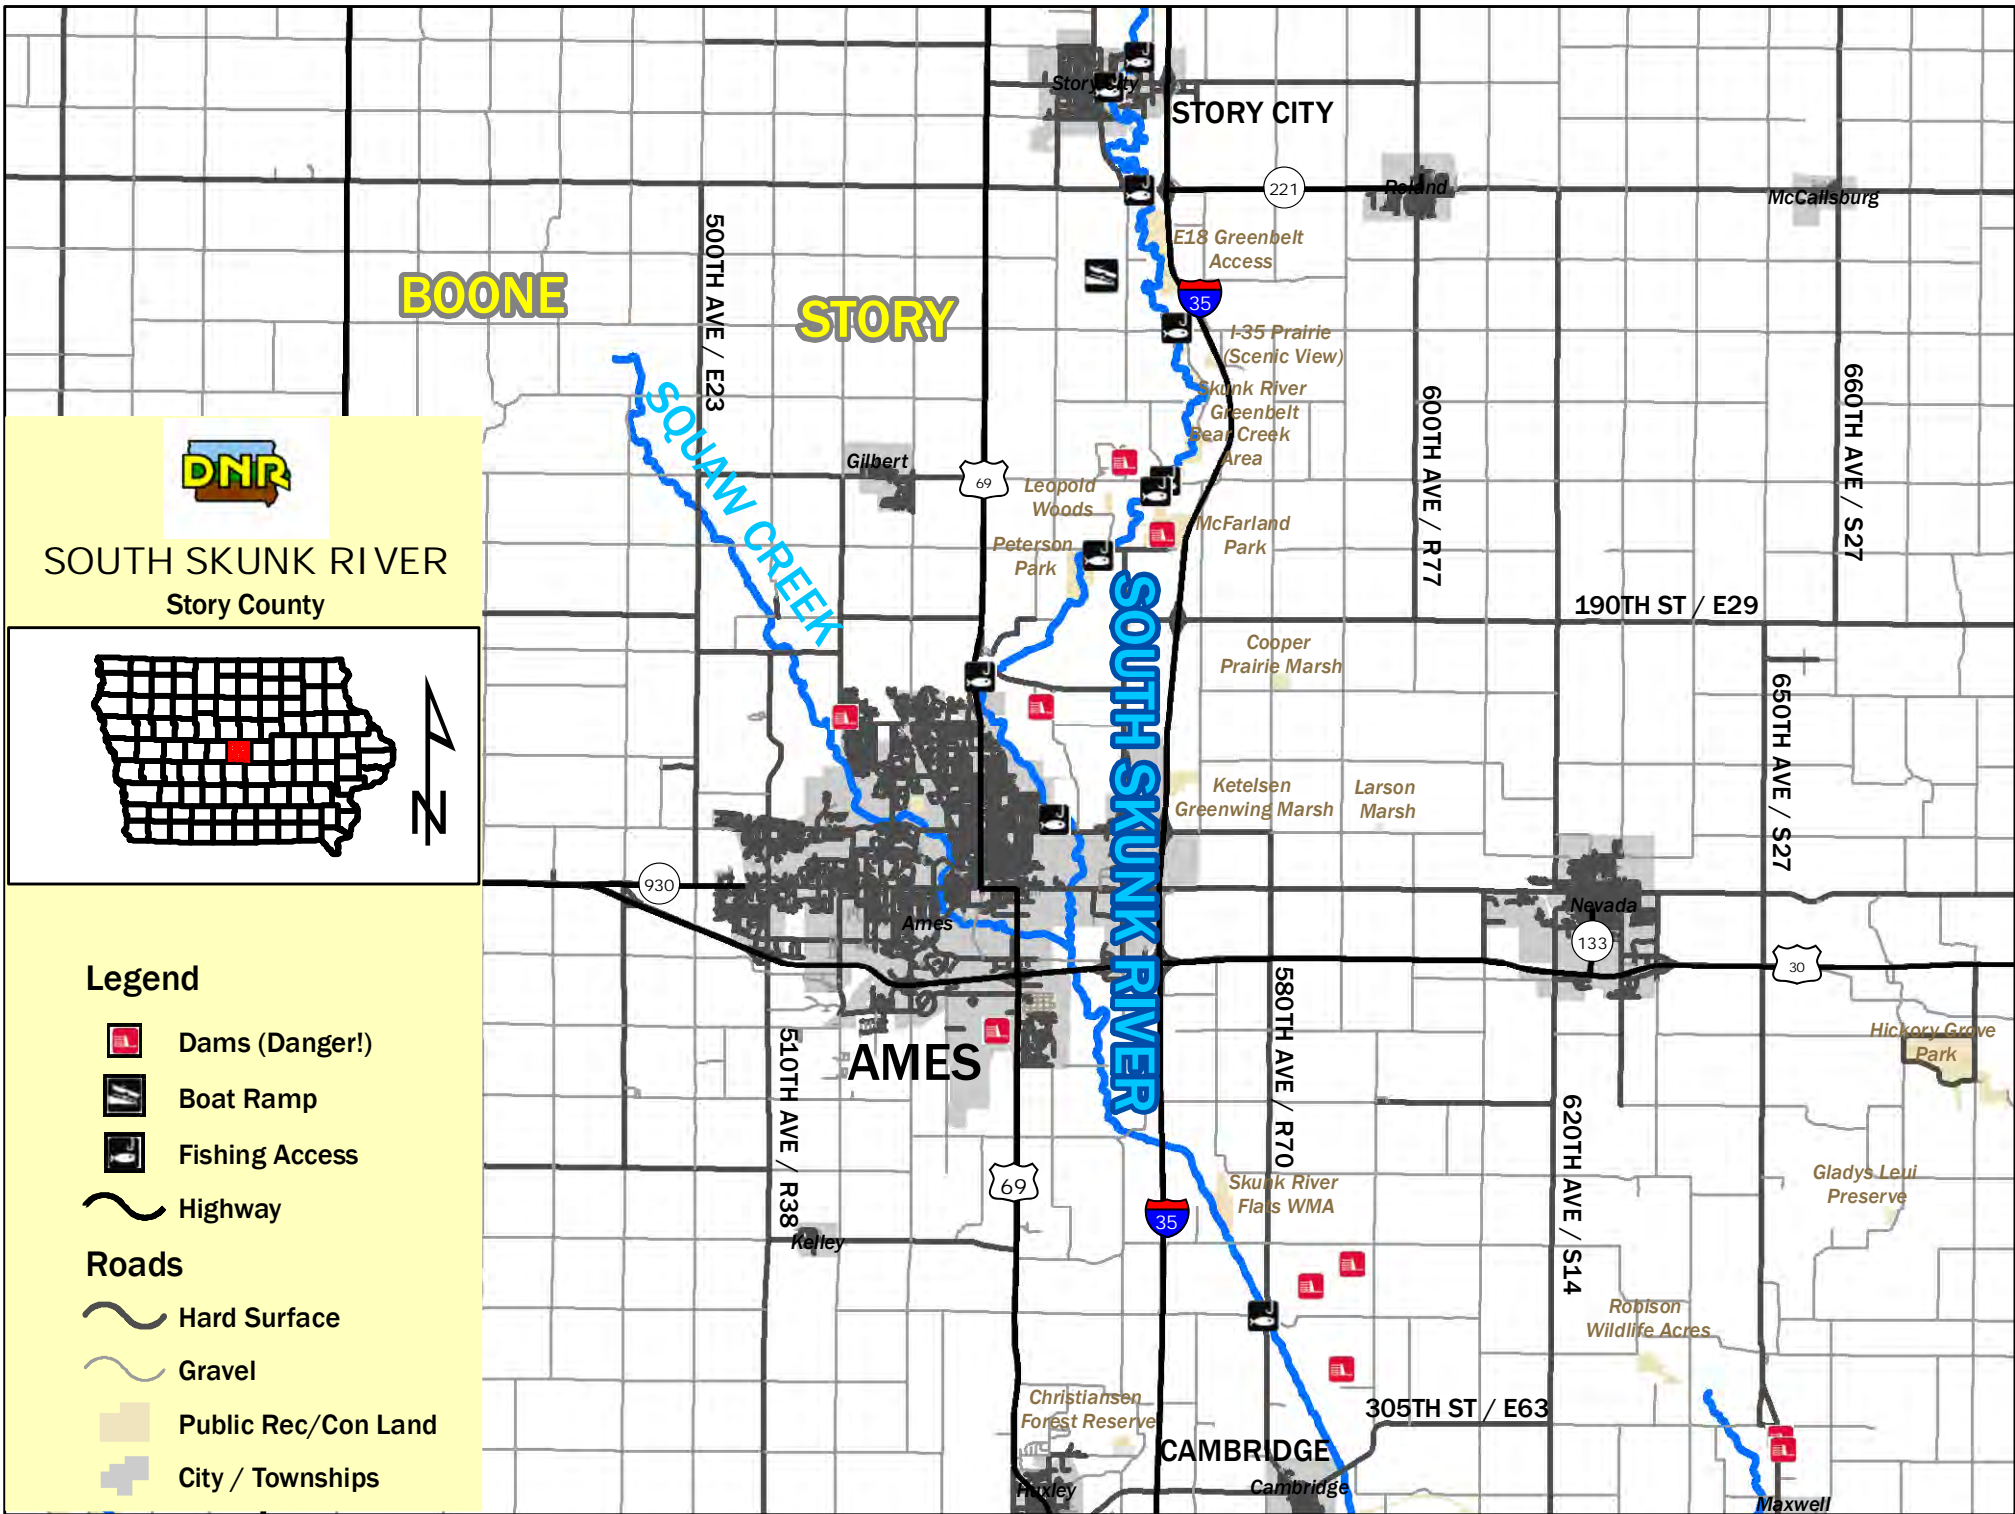 Story City
STORY CITY
221
Roland
McCallsburg
E18 Greenbelt
Access
500TH AVE / E23
BOONE
STORY
35
I-35 Prairie
(Scenic View)
Skunk River
Greenbelt
Bear Creek
Area
600TH AVE / R77
660TH AVE / S27
SQUAW CREEK
Gilbert
69
Leopold
Woods
McFarland
Park
Peterson
Park
DNR
SOUTH SKUNK RIVER
Story County
N
SOUTH SKUNK RIVER
190TH ST / E29
Cooper
Prairie Marsh
650TH AVE / S27
Ketelsen
Greenwing Marsh
Larson
Marsh
930
Ames
Nevada
133
30
AMES
580TH AVE / R70
510TH AVE / R38
Hickory Grove
Park
620TH AVE / S14
Gladys Leui
Preserve
69
35
Skunk River
Flats WMA
Kelley
Robison
Wildlife Acres
Christiansen
Forest Reserve
305TH ST / E63
CAMBRIDGE
Cambridge
Huxley
Maxwell
Legend
Dams (Danger!)
Boat Ramp
Fishing Access
Highway
Roads
Hard Surface
Gravel
Public Rec/Con Land
City / Townships